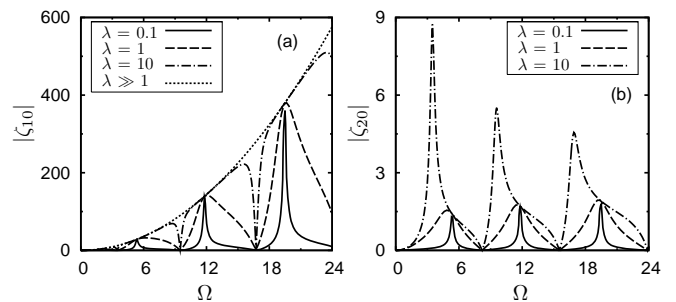 600
400
200
0
|ζ₁₀|
λ = 0.1
λ = 1
λ = 10
λ ≫ 1
(a)
0 6 12 18 24
Ω
9
6
3
0
|ζ₂₀|
λ = 0.1
λ = 1
λ = 10
(b)
0 6 12 18 24
Ω